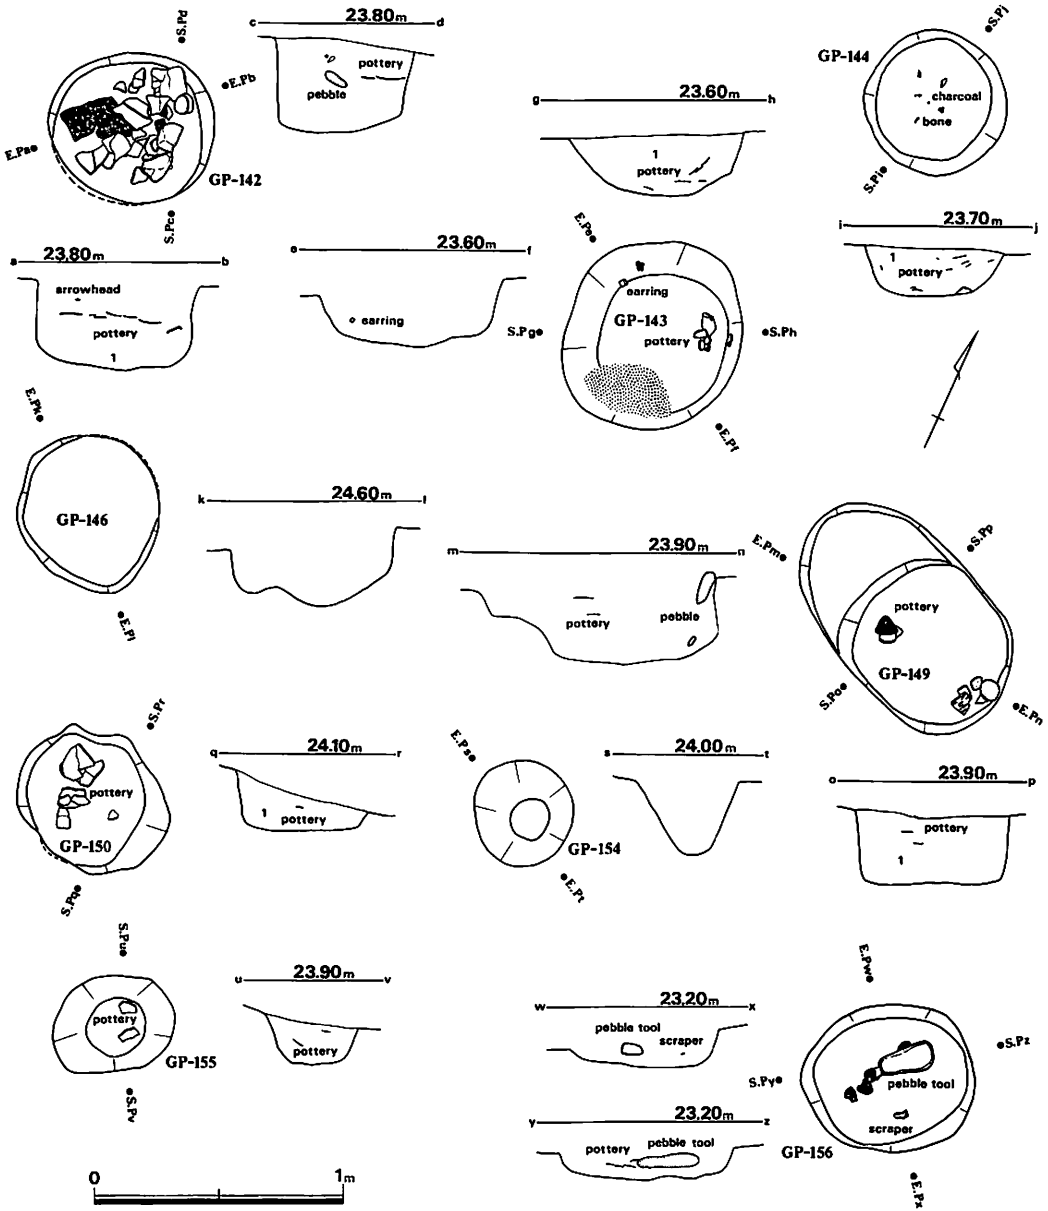 S.Pd
E.Pb
E.Pa
GP-142
S.Pc
c 23.80m d
pottery
pebble
g 23.60m h
1
pottery
S.Pj
GP-144
charcoal
bone
S.Pi
a 23.80m b
arrowhead
pottery
1
e 23.60m f
earring
E.Pe
earring
GP-143
S.Pg
pottery
S.Ph
E.Pf
i 23.70m j
1
pottery
E.Pk
GP-146
E.Pl
k 24.60m l
m 23.90m n
pottery
pebble
E.Pm
S.Pp
pottery
GP-149
S.Po
E.Pn
S.Pr
pottery
GP-150
S.Pq
q 24.10m r
1 pottery
E.Ps
GP-154
E.Pt
s 24.00m t
o 23.90m p
pottery
1
S.Pu
pottery
GP-155
S.Pv
u 23.90m v
pottery
w 23.20m x
pebble tool
scraper
E.Pw
S.Pz
S.Py
pebble tool
scraper
GP-156
E.Px
y 23.20m z
pottery pebble tool
0 1m